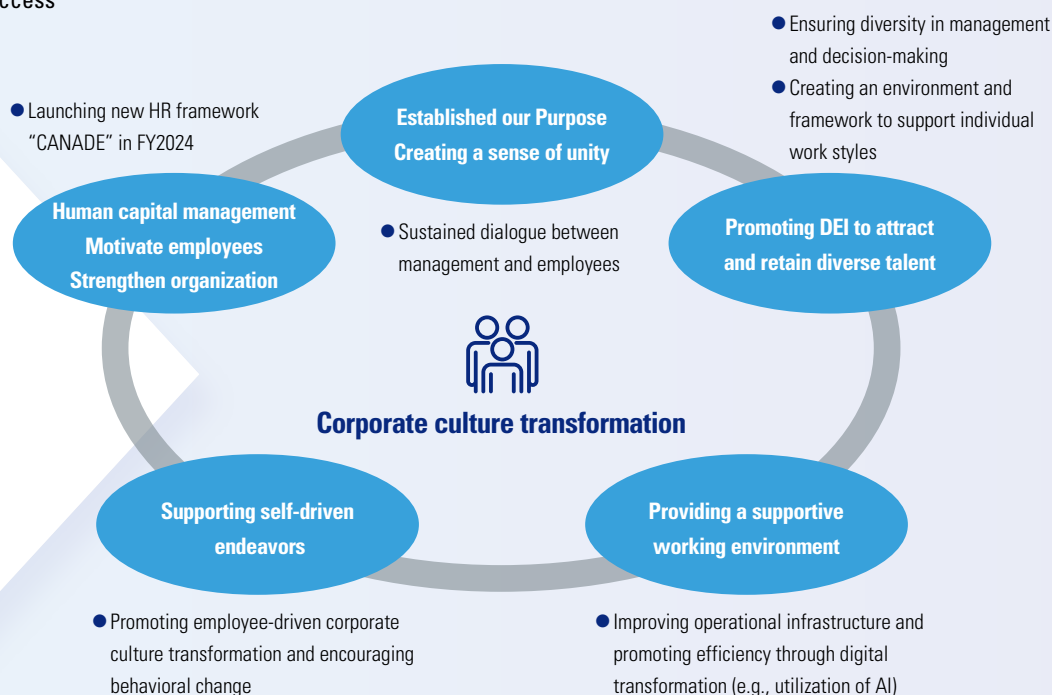 ● Ensuring diversity in management
and decision-making
● Creating an environment and
framework to support individual
work styles
● Launching new HR framework
“CANADE” in FY2024
Established our Purpose
Creating a sense of unity
Human capital management
Motivate employees
Strengthen organization
● Sustained dialogue between
management and employees
Promoting DEI to attract
and retain diverse talent
Corporate culture transformation
Supporting self-driven
endeavors
Providing a supportive
working environment
● Promoting employee-driven corporate
culture transformation and encouraging
behavioral change
● Improving operational infrastructure and
promoting efficiency through digital
transformation (e.g., utilization of AI)